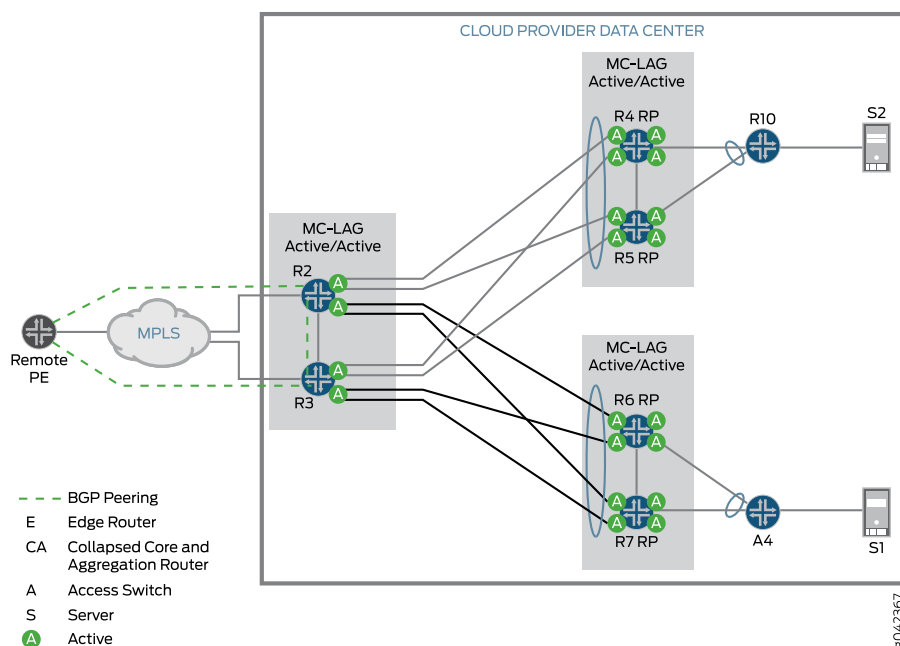 CLOUD PROVIDER DATA CENTER
MC-LAG
Active/Active
R4 RP
A
A
A
A
R10
S2
A
A
A
A
R5 RP
MC-LAG
Active/Active
R2
A
A
MPLS
Remote
PE
A
A
R3
MC-LAG
Active/Active
R6 RP
A
A
A
A
A
A
A
A
R7 RP
A4
S1
BGP Peering
E Edge Router
CA Collapsed Core and
Aggregation Router
A Access Switch
S Server
A Active
g042367